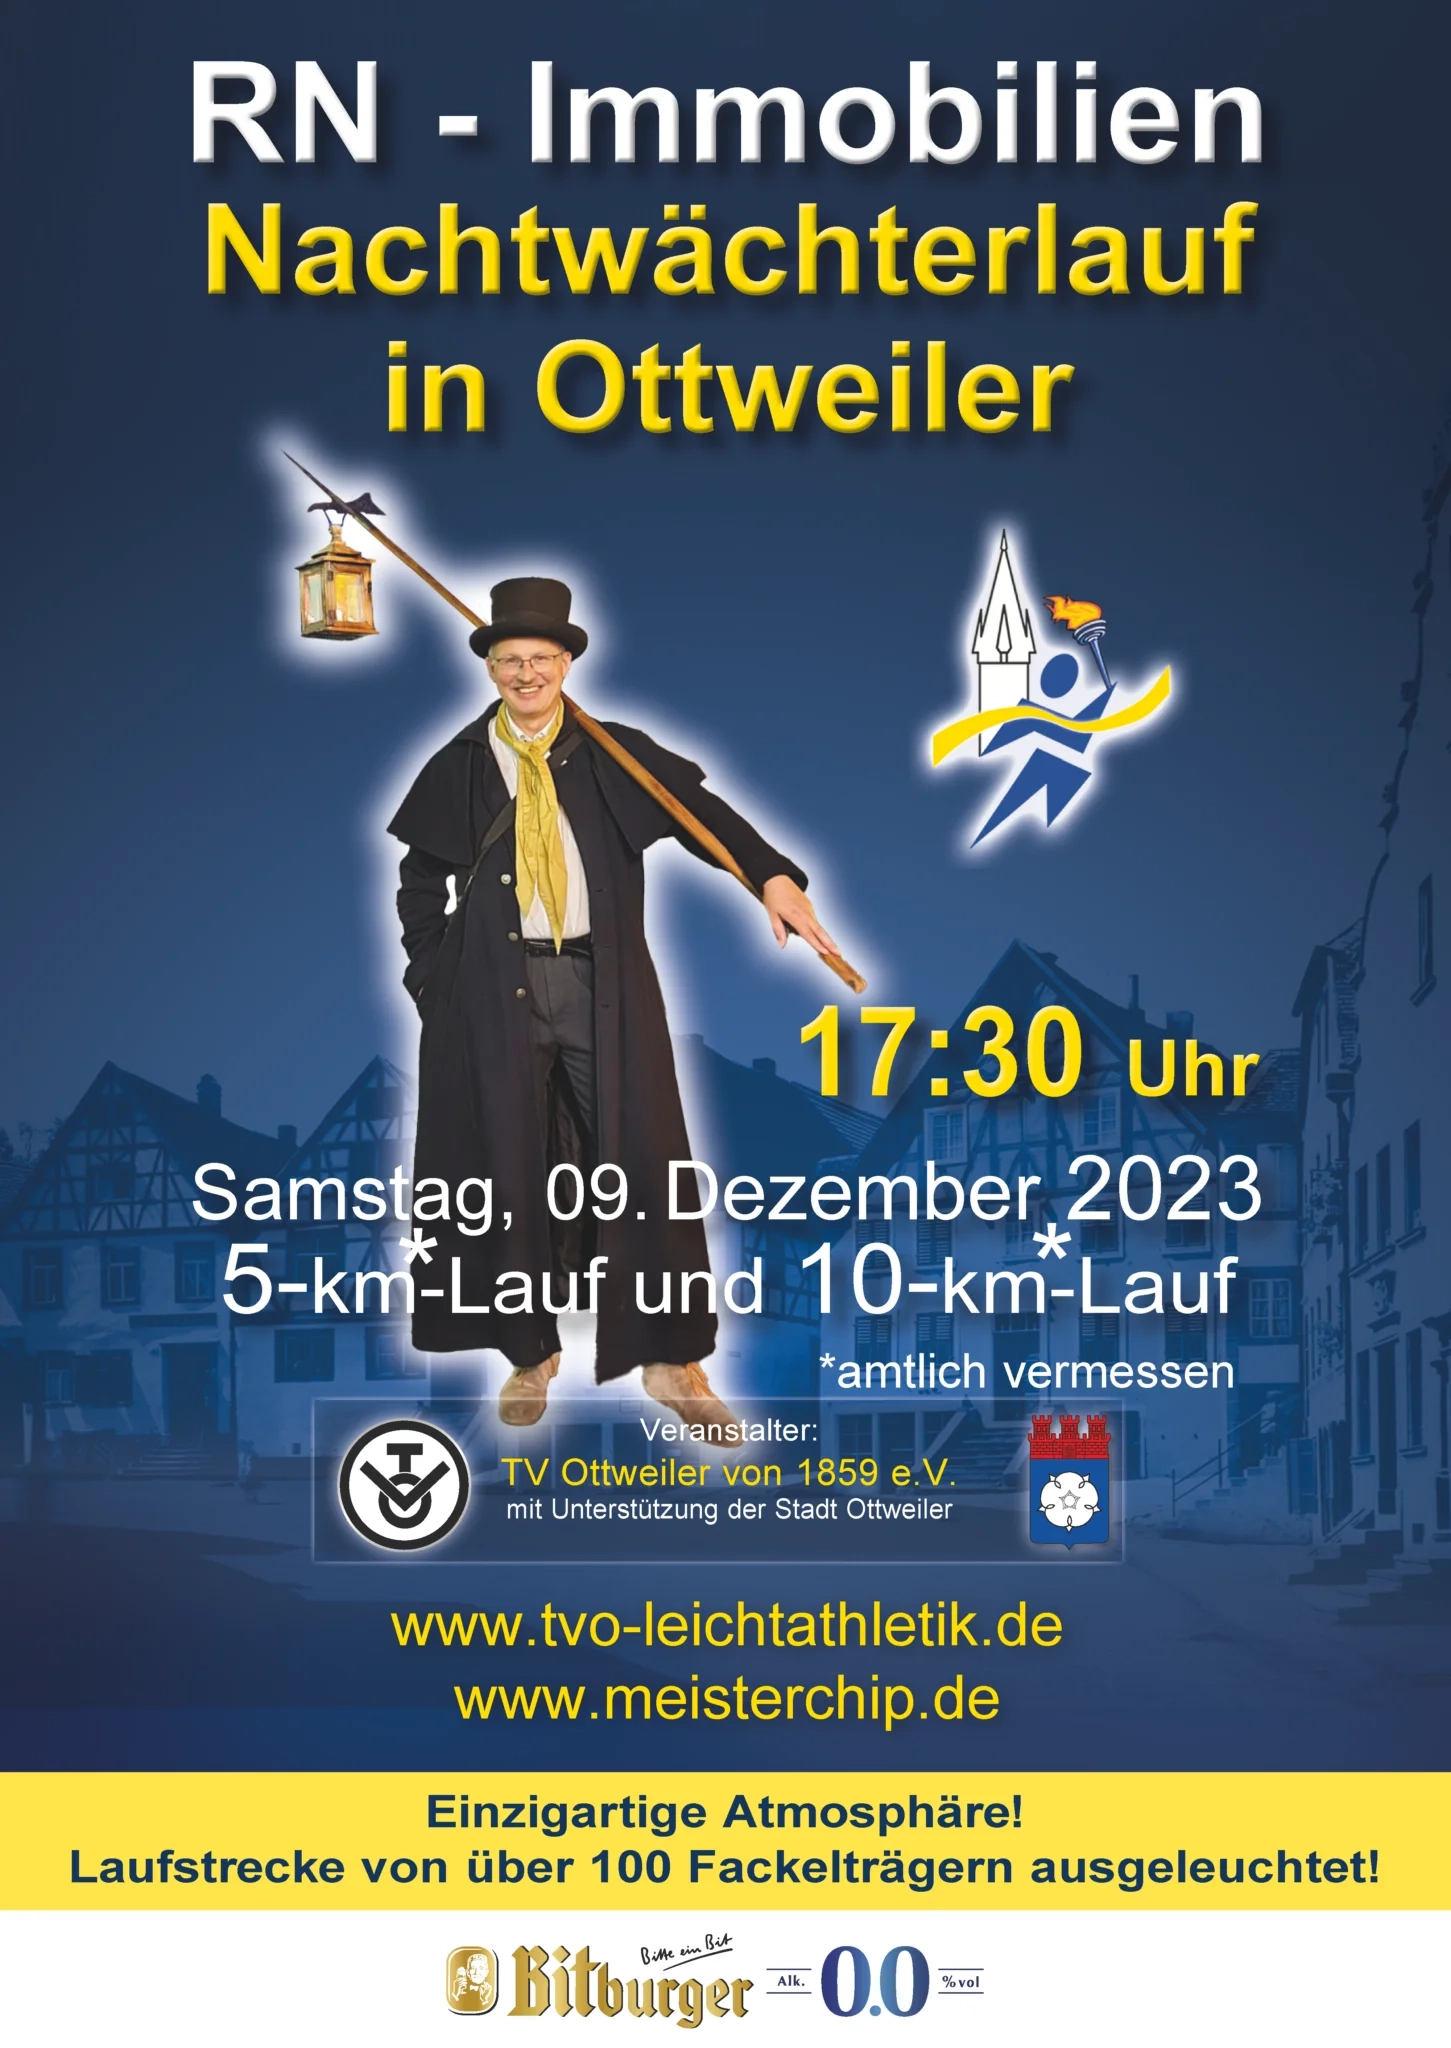 RN - Immobilien
Nachtwächterlauf
in Ottweiler
17:30 Uhr
Samstag, 09. Dezember 2023
5-km*-Lauf und 10-km*-Lauf
*amtlich vermessen
Veranstalter:
TV Ottweiler von 1859 e.V.
mit Unterstützung der Stadt Ottweiler
TVO
www.tvo-leichtathletik.de
www.meisterchip.de
Einzigartige Atmosphäre!
Laufstrecke von über 100 Fackelträgern ausgeleuchtet!
Bitte ein Bit
Bitburger Alk. 0.0 %vol